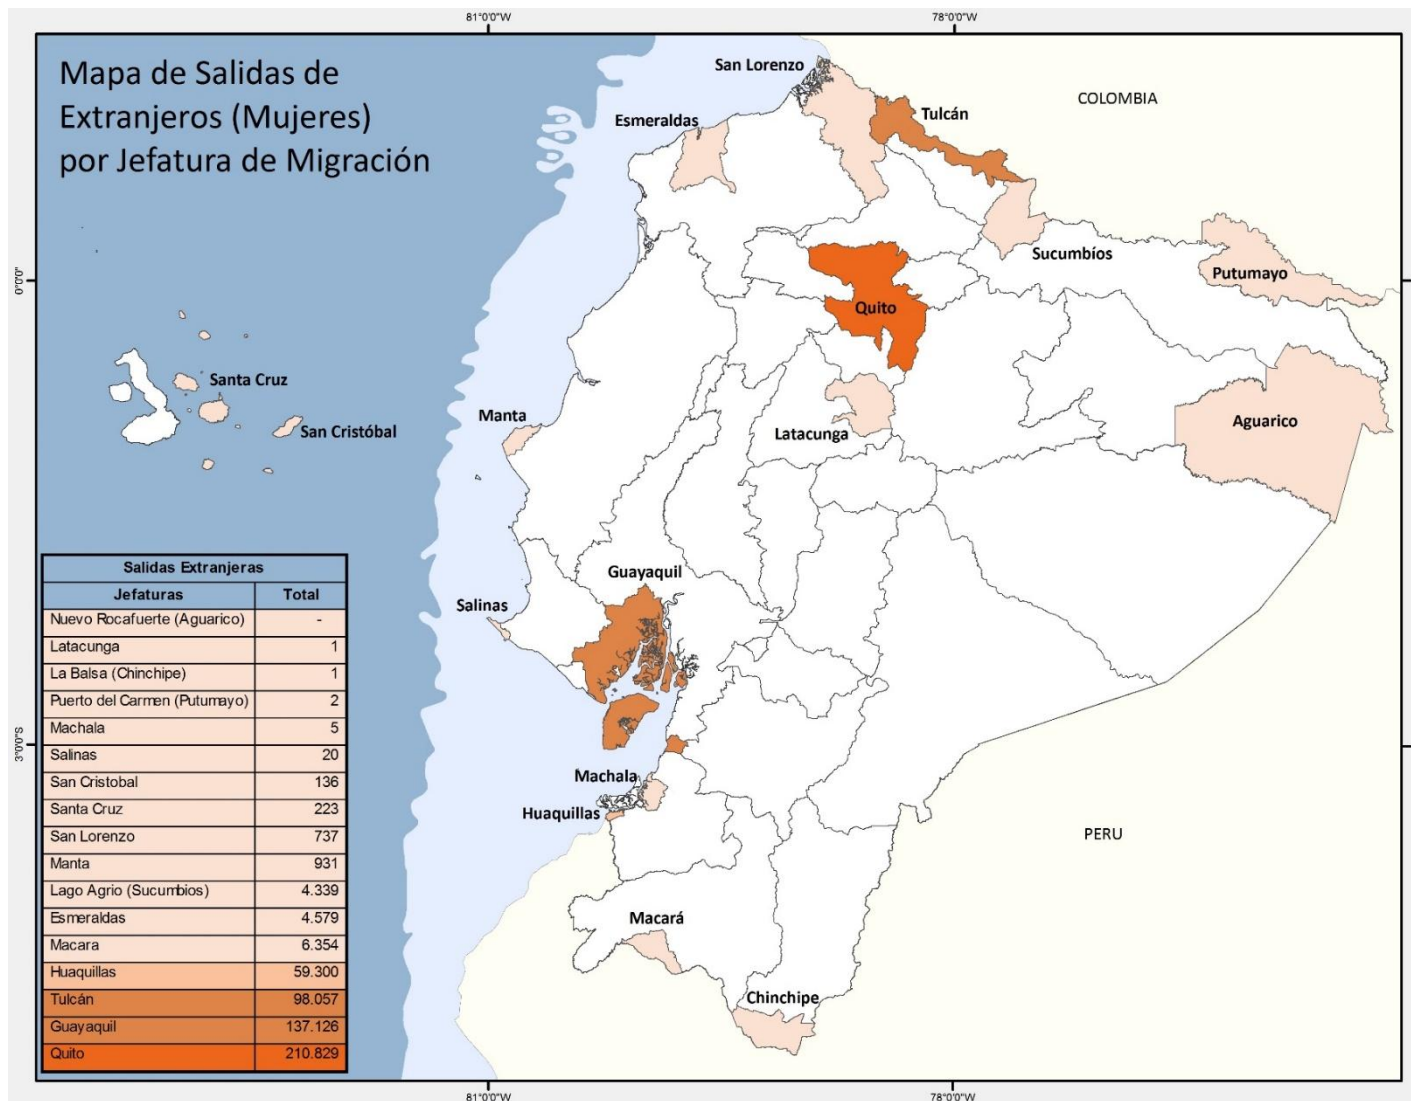 81°0'0"W
78°0'0"W
Mapa de Salidas de
Extranjeros (Mujeres)
por Jefatura de Migración
San Lorenzo
COLOMBIA
Tulcán
Esmeraldas
Sucumbíos
Putumayo
0°0'0"
Quito
Santa Cruz
Manta
San Cristóbal
Aguarico
Latacunga
Guayaquil
Salinas
Salidas Extranjeras
Jefaturas Total
Nuevo Rocafuerte (Aguarico) -
Latacunga 1
La Balsa (Chinchipe) 1
Puerto del Carmen (Putumayo) 2
Machala 5
Salinas 20
San Cristobal 136
Santa Cruz 223
San Lorenzo 737
Manta 931
Lago Agrio (Sucumbios) 4.339
Esmeraldas 4.579
Macara 6.354
Huaquillas 59.300
Tulcán 98.057
Guayaquil 137.126
Quito 210.829
3°0'0"S
Machala
Huaquillas
PERU
Macará
Chinchipe
81°0'0"W
78°0'0"W